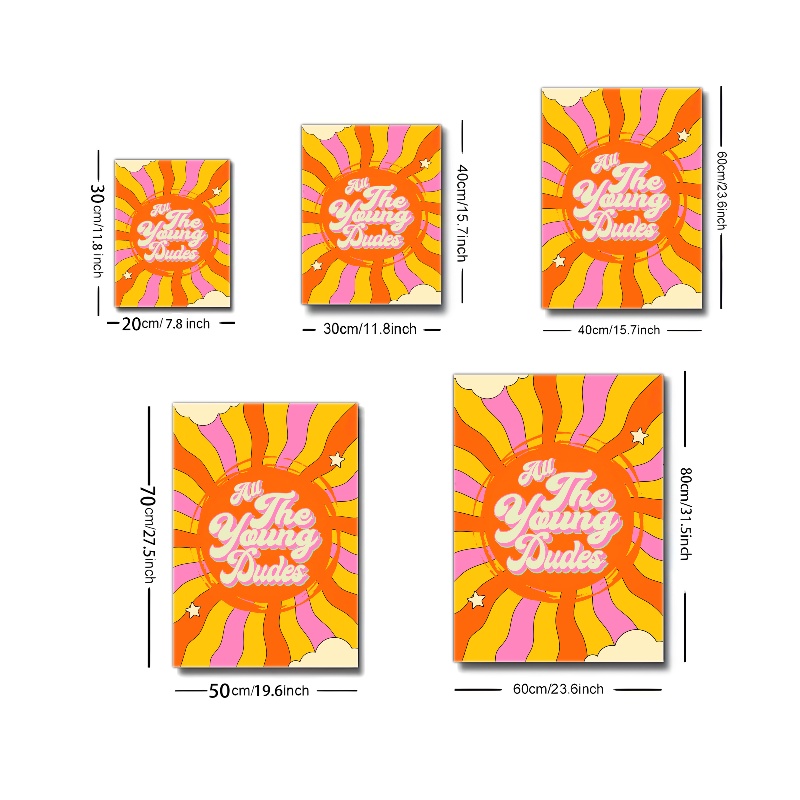 All
The
Young
Dudes
30cm/11.8 inch
20cm/7.8 inch
All
The
Young
Dudes
40cm/15.7inch
30cm/11.8inch
All
The
Young
Dudes
60cm/23.6inch
40cm/15.7inch
All
The
Young
Dudes
70cm/27.5inch
50cm/19.6inch
All
The
Young
Dudes
80cm/31.5inch
60cm/23.6inch